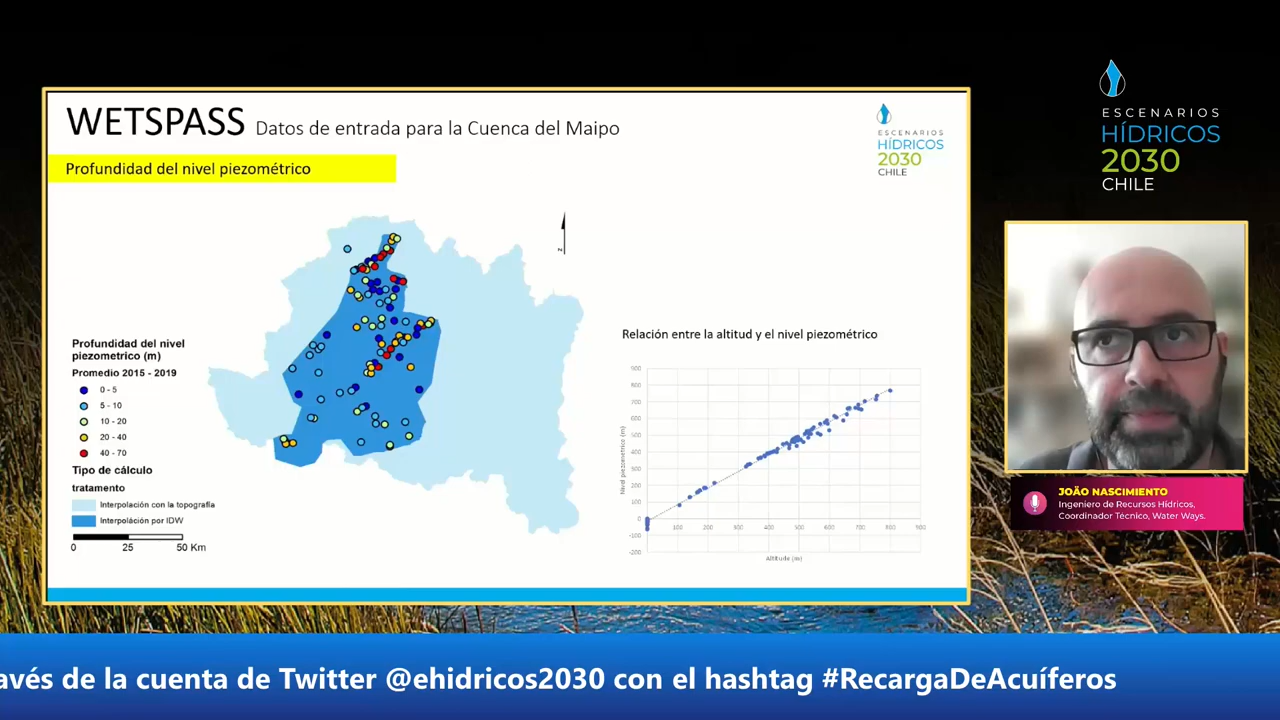 WETSPASS Datos de entrada para la Cuenca del Maipo
Profundidad del nivel piezométrico
ESCENARIOS
HÍDRICOS
2030
CHILE
z
Profundidad del nivel
piezometrico (m)
Promedio 2015 - 2019
0 - 5
5 - 10
10 - 20
20 - 40
40 - 70
Tipo de cálculo
tratamento
Interpolación con la topografía
Interpolación por IDW
0 25 50 Km
Relación entre la altitud y el nivel piezométrico
Nivel piezométrico (m)
900
800
700
600
500
400
300
200
100
0
-100
-200
100 200 300 400 500 600 700 800 900
Altitude (m)
ESCENARIOS
HÍDRICOS
2030
CHILE
JOÃO NASCIMIENTO
Ingeniero de Recursos Hídricos,
Coordinador Técnico, Water Ways.
avés de la cuenta de Twitter @ehidricos2030 con el hashtag #RecargaDeAcuíferos